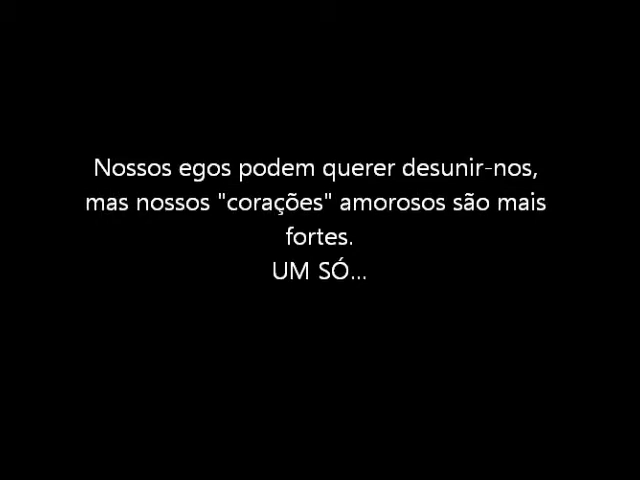 Nossos egos podem querer desunir-nos,
mas nossos "corações" amorosos são mais
fortes.
UM SÓ...